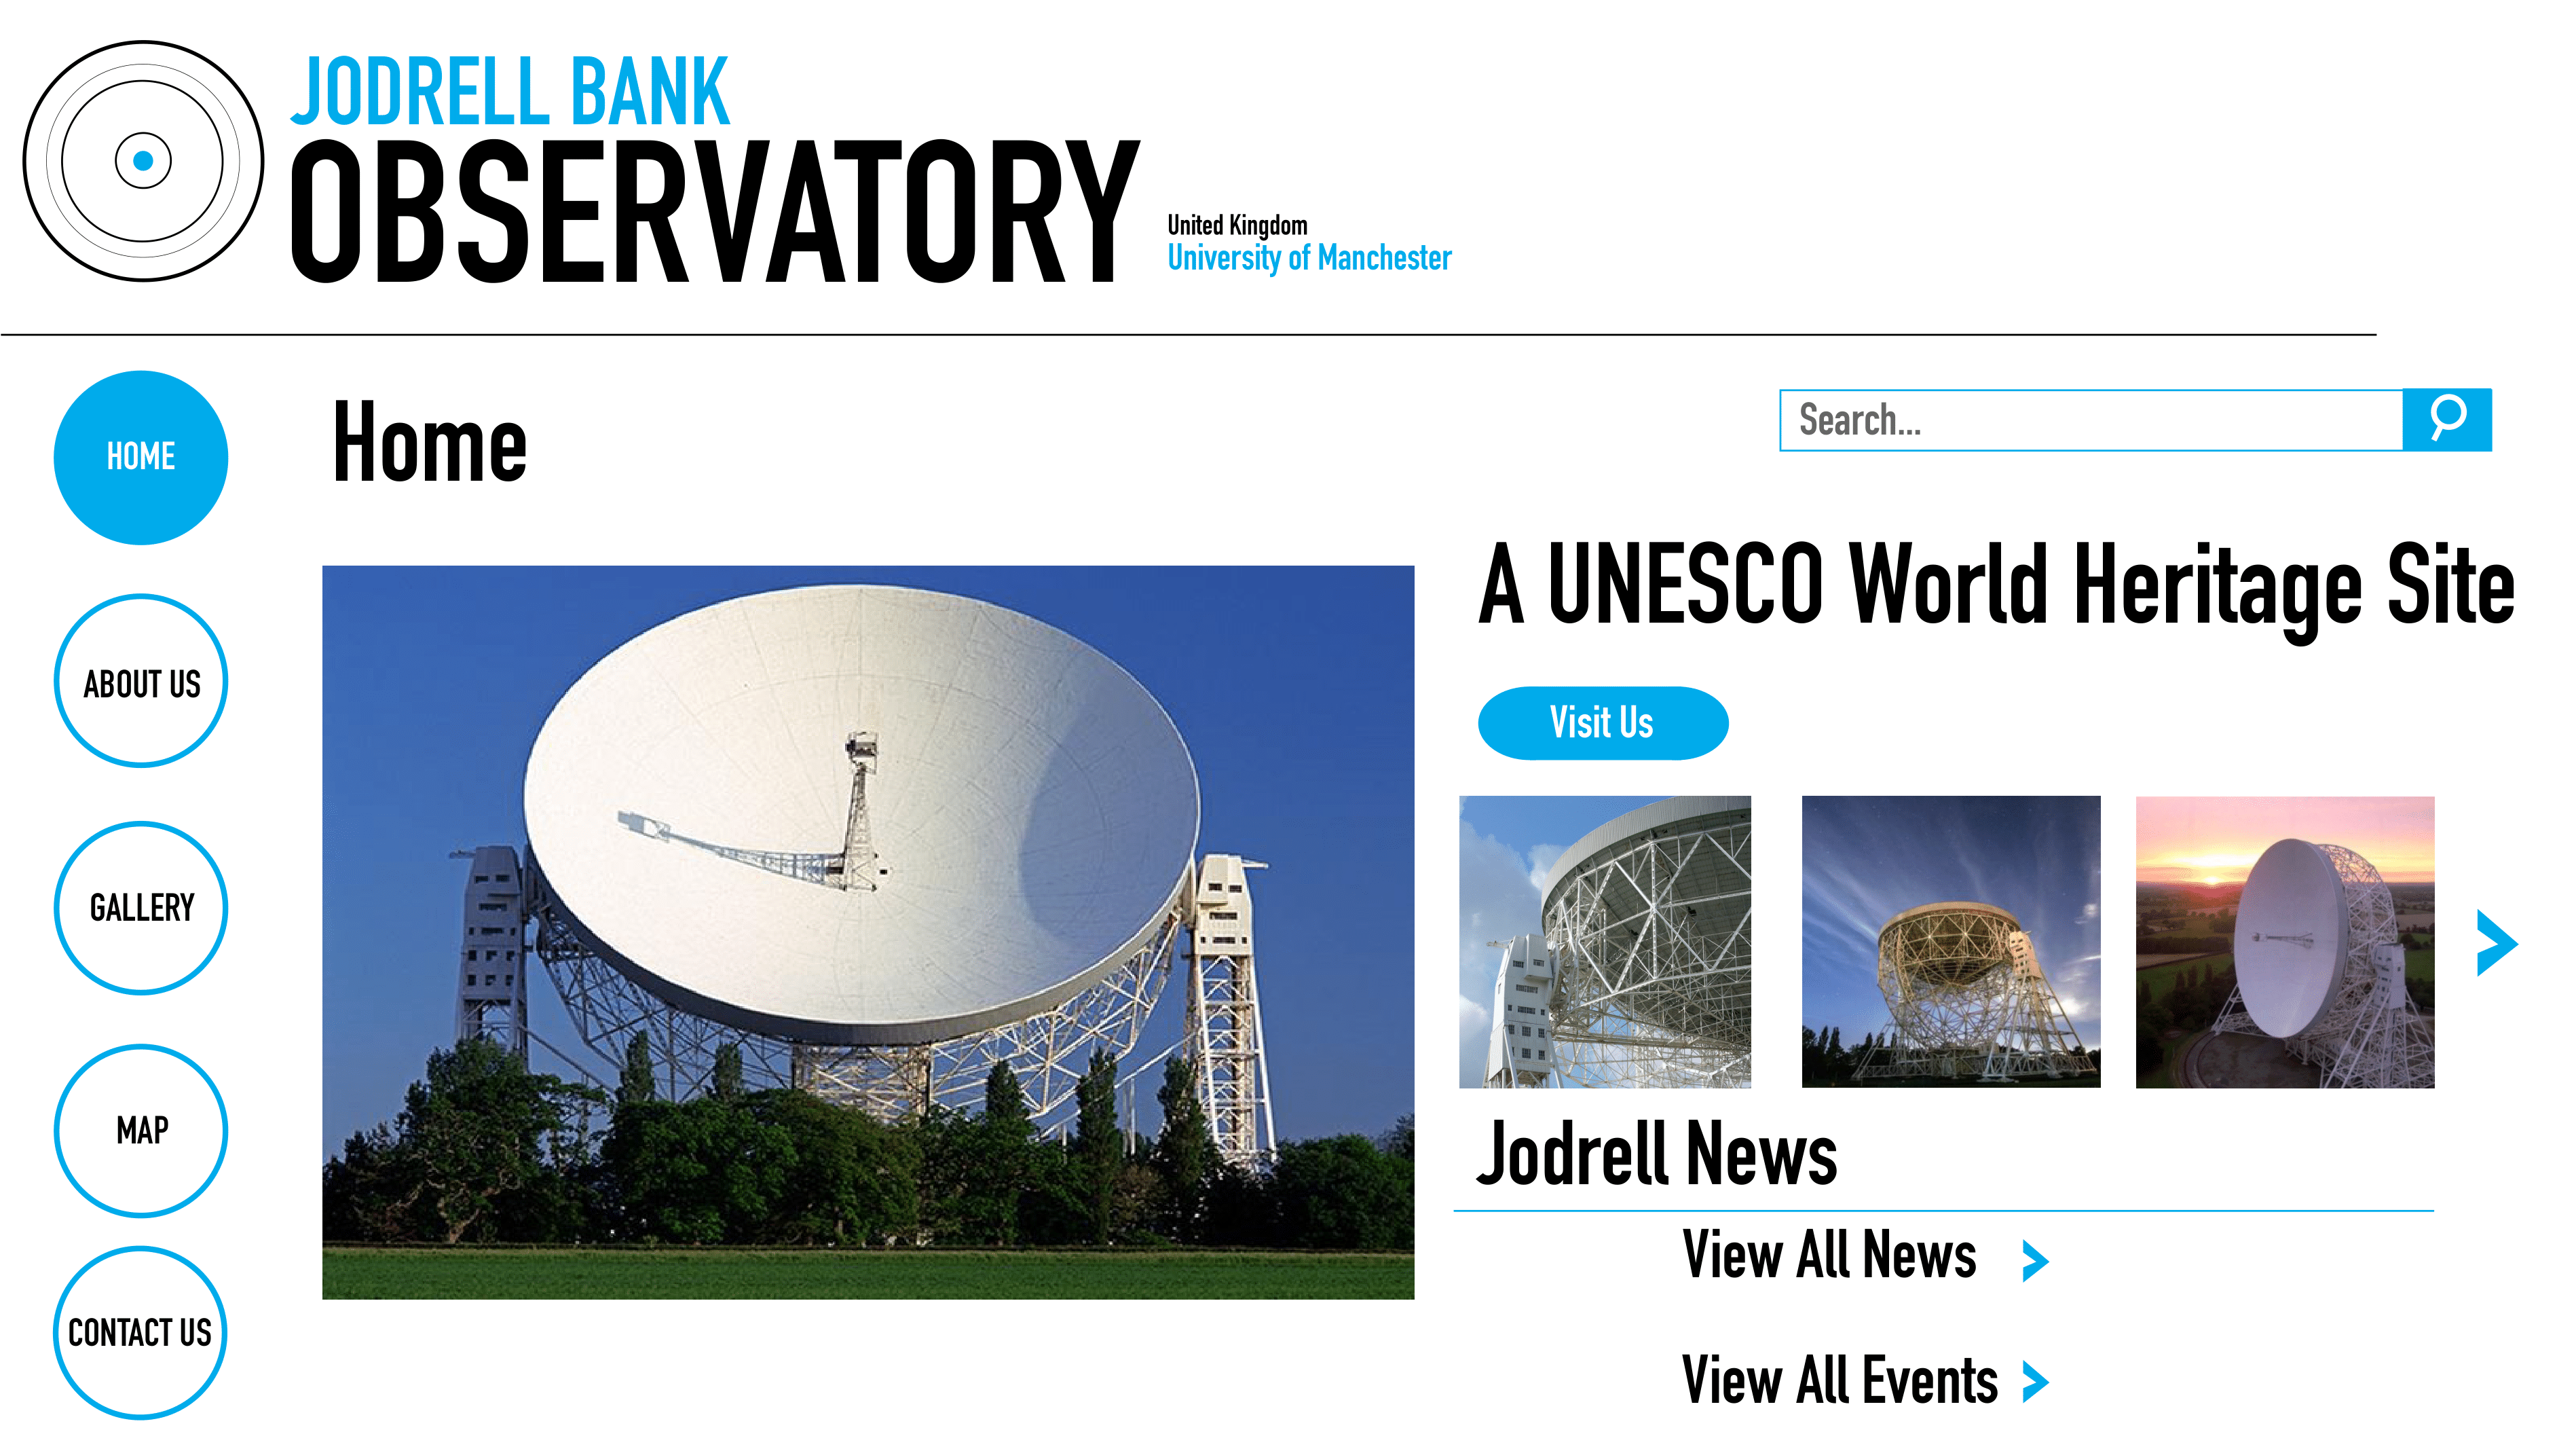 JODRELL BANK
OBSERVATORY
United Kingdom
University of Manchester
HOME
ABOUT US
GALLERY
MAP
CONTACT US
Home
Search...
A UNESCO World Heritage Site
Visit Us
Jodrell News
View All News
View All Events